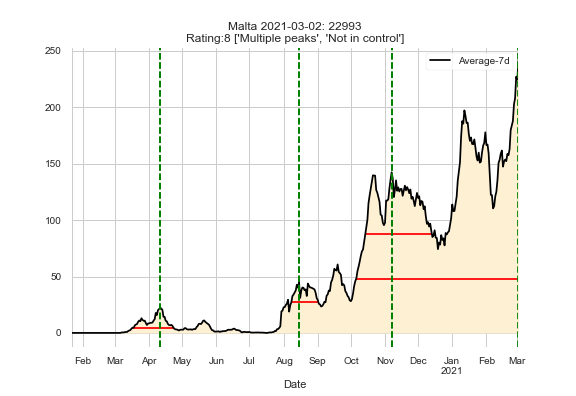 Malta 2021-03-02: 22993
Rating:8 ['Multiple peaks', 'Not in control']
Average-7d
250
200
150
100
50
0
Feb Mar Apr May Jun Jul Aug Sep Oct Nov Dec Jan Feb Mar
2021
Date